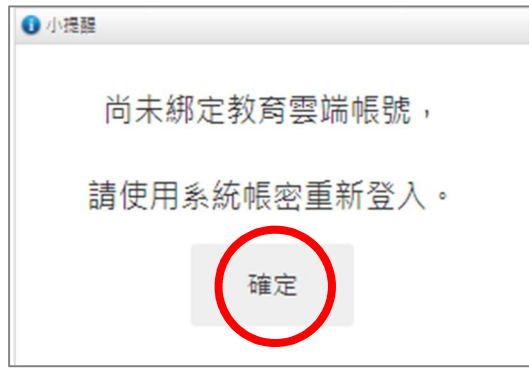 小提醒
尚未綁定教育雲端帳號，
請使用系統帳密重新登入。
確定